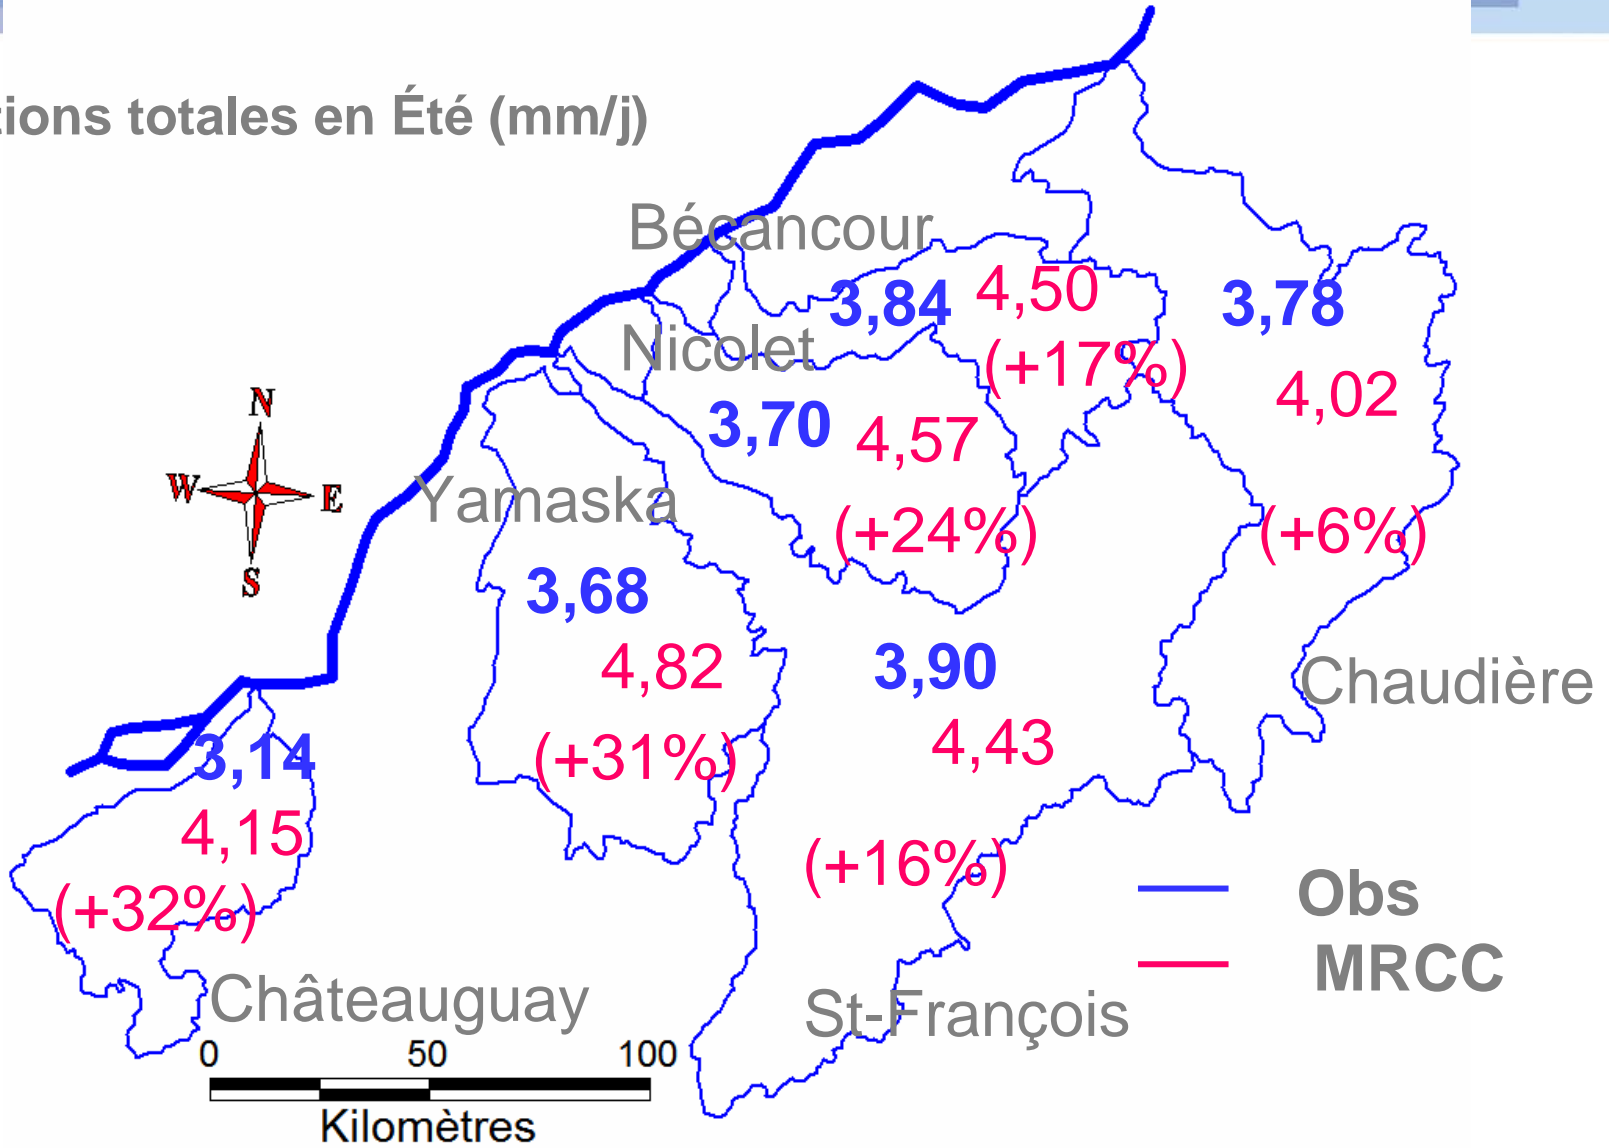 tions totales en Été (mm/j)
Bécancour
3,84 4,50
(+17%)
3,78
4,02
(+6%)
Chaudière
Nicolet
3,70 4,57
(+24%)
N
W E
S
Yamaska
3,68
4,82
(+31%)
3,90
4,43
(+16%)
St-François
3,14
4,15
(+32%)
Châteauguay
0 50 100
Kilomètres
Obs
MRCC